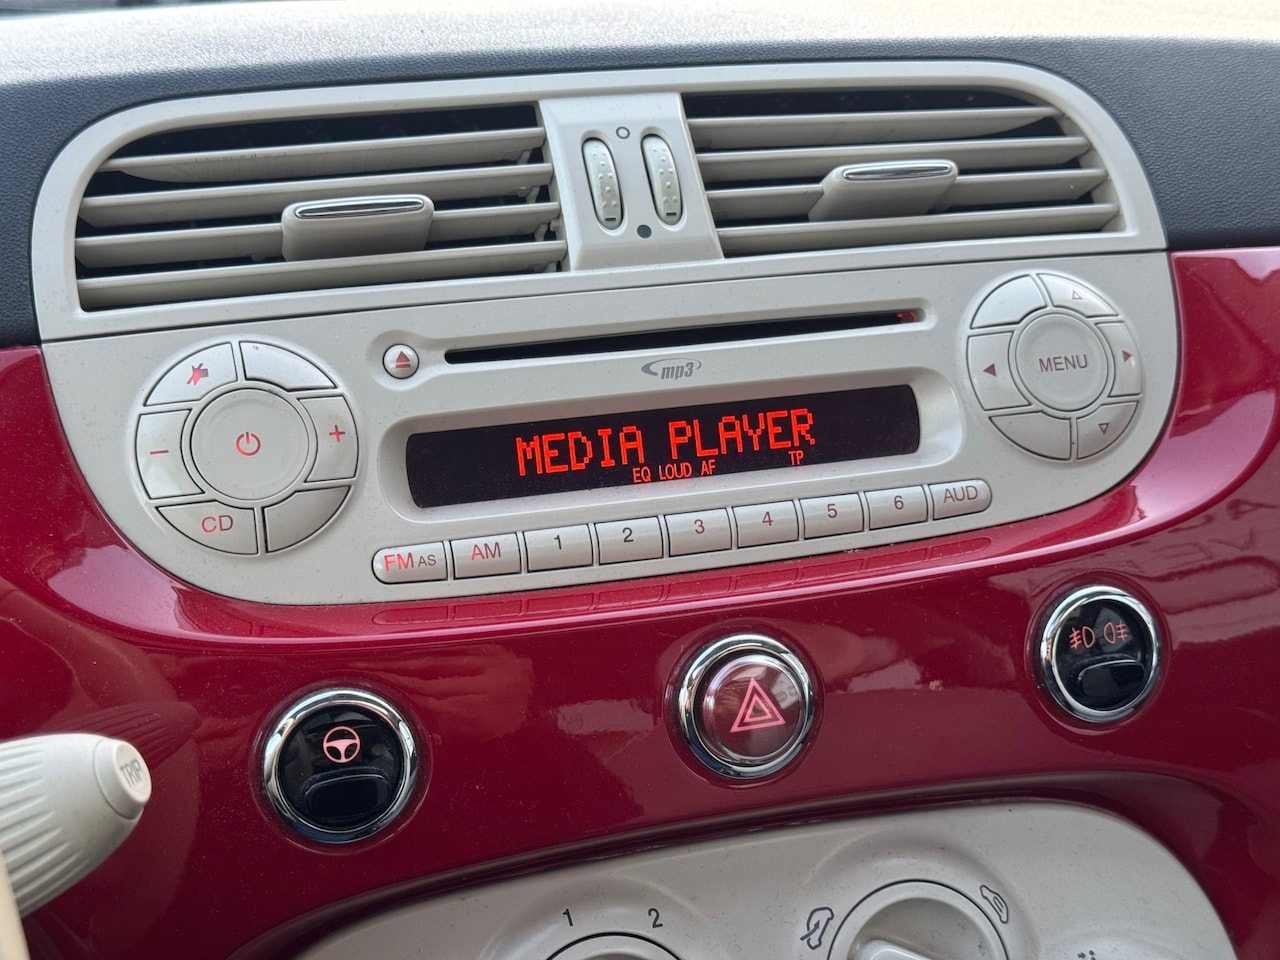 mp3
MENU
MEDIA PLAYER
EQ LOUD AF TP
CD
FM AS AM 1 2 3 4 5 6 AUD
TRIP
1 2